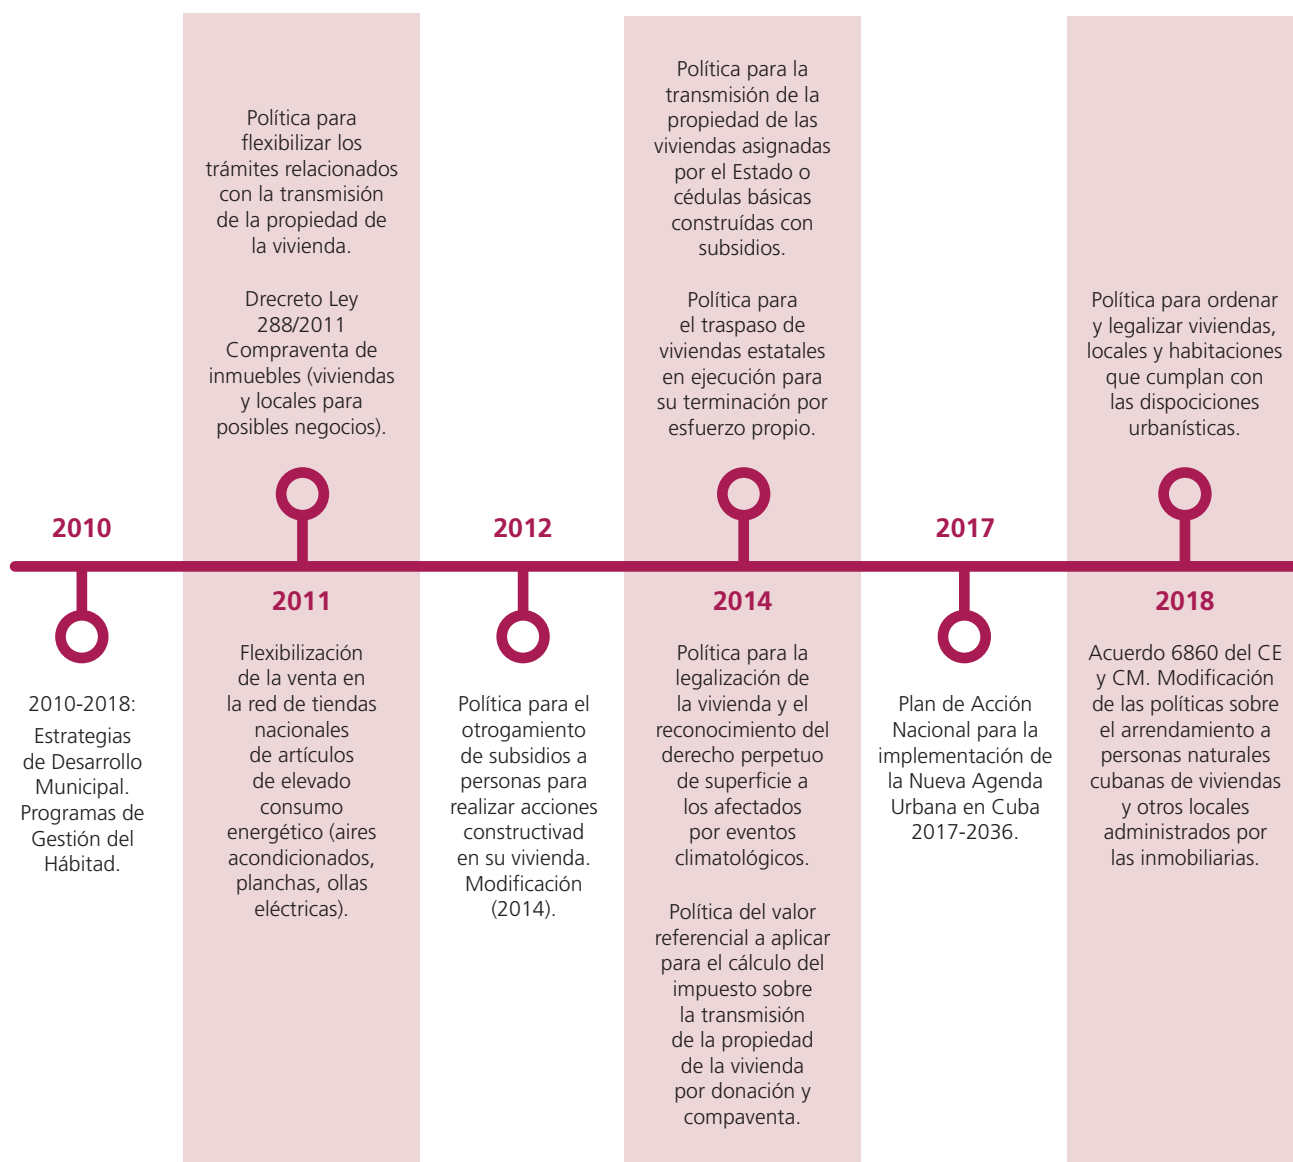 2010
2010-2018:
Estrategias
de Desarrollo
Municipal.
Programas de
Gestión del
Hábitad.
Política para
flexibilizar los
trámites relacionados
con la transmisión
de la propiedad de
la vivienda.
Drecreto Ley
288/2011
Compraventa de
inmuebles (viviendas
y locales para
posibles negocios).
2011
Flexibilización
de la venta en
la red de tiendas
nacionales
de artículos
de elevado
consumo
energético (aires
acondicionados,
planchas, ollas
eléctricas).
2012
Política para el
otrogamiento
de subsidios a
personas para
realizar acciones
constructivad
en su vivienda.
Modificación
(2014).
Política para la
transmisión de la
propiedad de las
viviendas asignadas
por el Estado o
cédulas básicas
construídas con
subsidios.
Política para
el traspaso de
viviendas estatales
en ejecución para
su terminación por
esfuerzo propio.
2014
Política para la
legalización de
la vivienda y el
reconocimiento del
derecho perpetuo
de superficie a
los afectados
por eventos
climatológicos.
Política del valor
referencial a aplicar
para el cálculo del
impuesto sobre
la transmisión
de la propiedad
de la vivienda
por donación y
compaventa.
2017
Plan de Acción
Nacional para la
implementación de
la Nueva Agenda
Urbana en Cuba
2017-2036.
Política para ordenar
y legalizar viviendas,
locales y habitaciones
que cumplan con
las dispociciones
urbanísticas.
2018
Acuerdo 6860 del CE
y CM. Modificación
de las políticas sobre
el arrendamiento a
personas naturales
cubanas de viviendas
y otros locales
administrados por
las inmobiliarias.